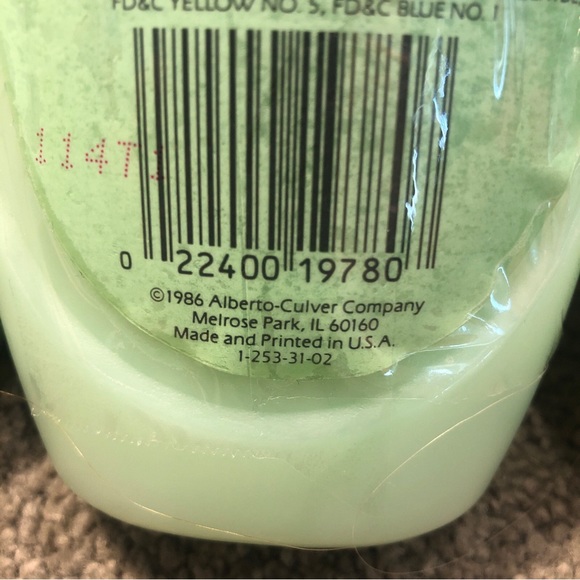 FD&C YELLOW NO. 5, FD&C BLUE NO. 1
11471
0 22400 19780
©1986 Alberto-Culver Company
Melrose Park, IL 60160
Made and Printed in U.S.A.
1-253-31-02